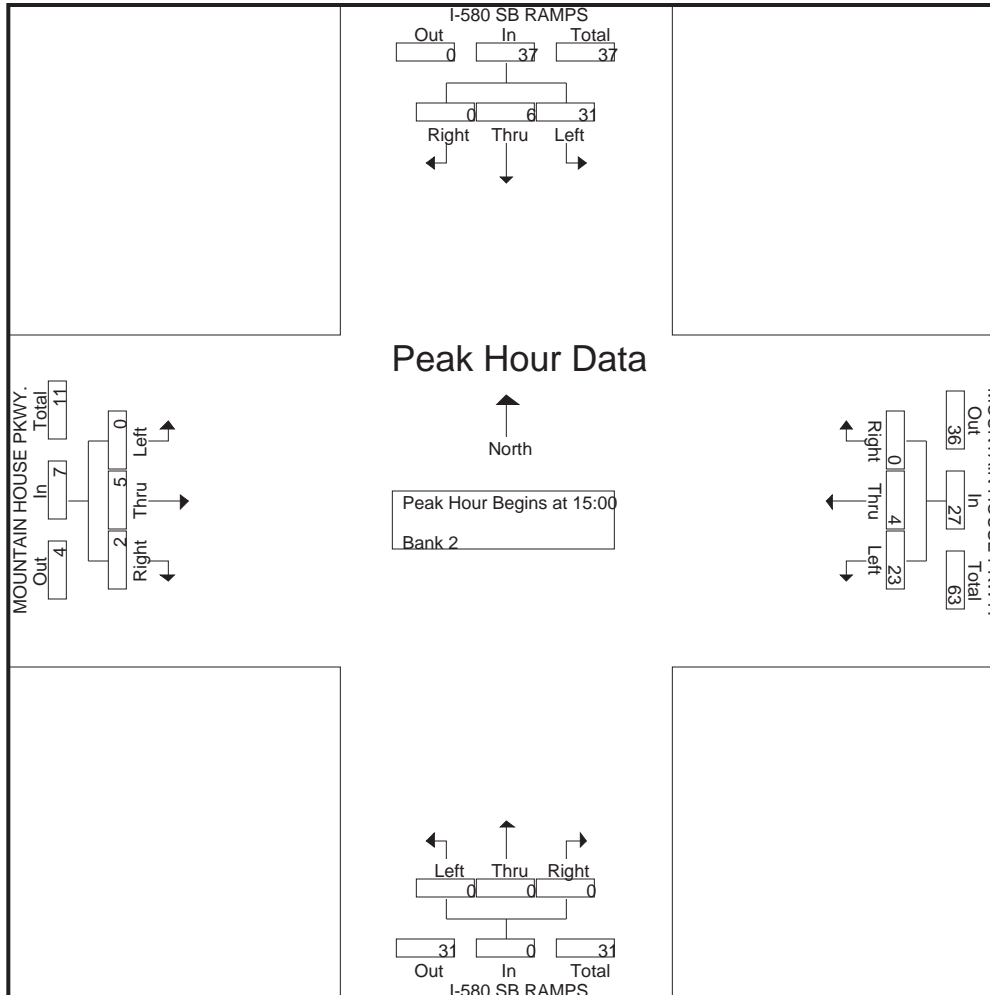 I-580 SB RAMPS
Out In Total
0 37 37
0 6 31
Right Thru Left
Peak Hour Data
North
Peak Hour Begins at 15:00
Bank 2
MOUNTAIN HOUSE PKWY.
Out In Total
4 7 11
Left Thru Right
0 5 2
Out In Total
36 27 63
Right Thru Left
0 4 23
Left Thru Right
0 0 0
31 0 31
Out In Total
I-580 SB RAMPS